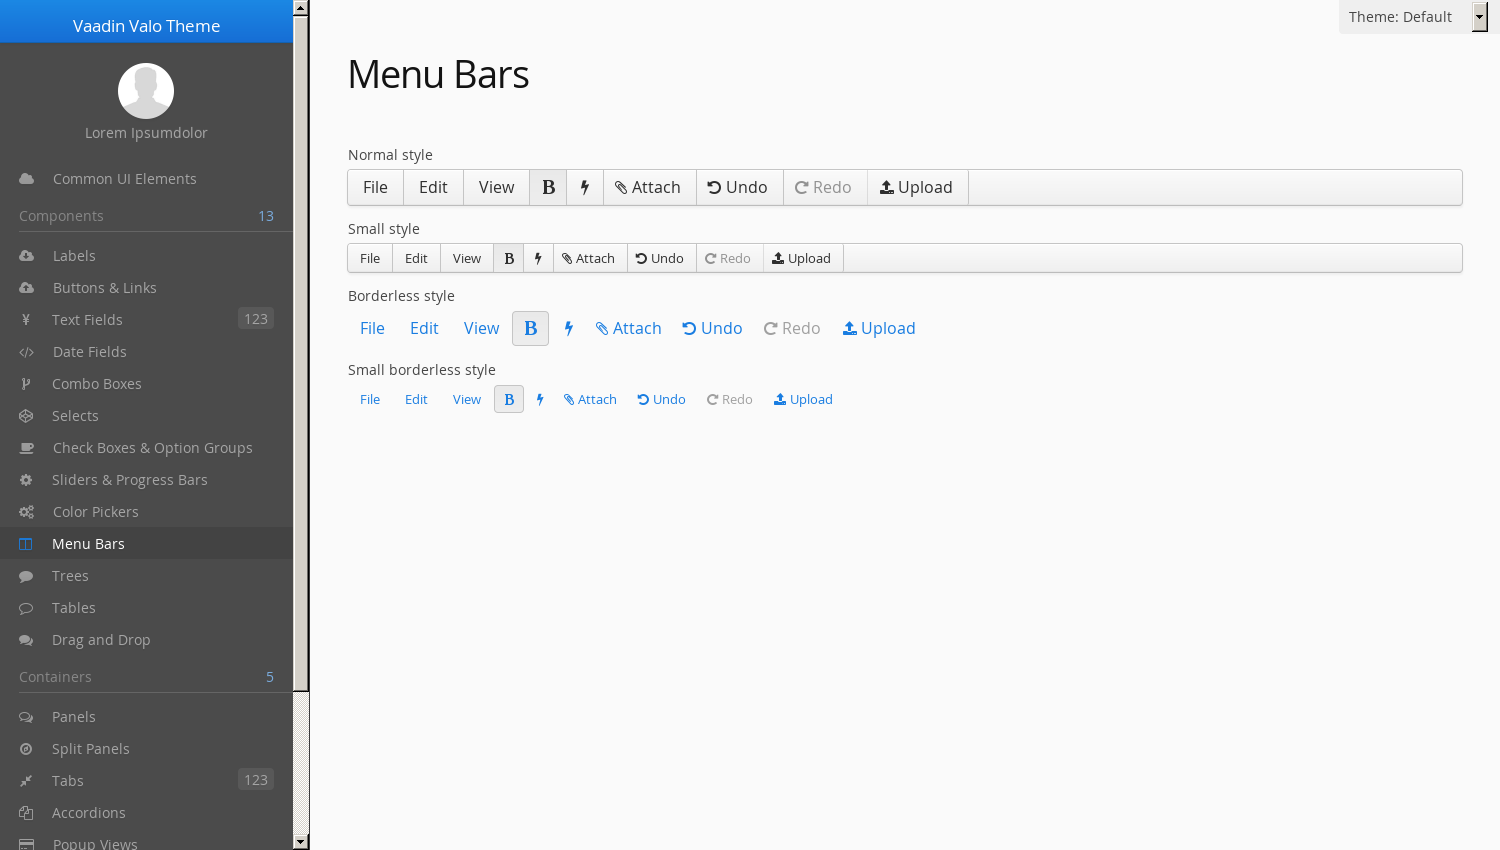 Vaadin Valo Theme
Lorem Ipsumdolor
Common UI Elements
Components 13
Labels
Buttons & Links
Text Fields 123
Date Fields
Combo Boxes
Selects
Check Boxes & Option Groups
Sliders & Progress Bars
Color Pickers
Menu Bars
Trees
Tables
Drag and Drop
Containers 5
Panels
Split Panels
Tabs 123
Accordions
Popup Views
Theme: Default
Menu Bars
Normal style
File Edit View B Attach Undo Redo Upload
Small style
File Edit View B Attach Undo Redo Upload
Borderless style
File Edit View B Attach Undo Redo Upload
Small borderless style
File Edit View B Attach Undo Redo Upload